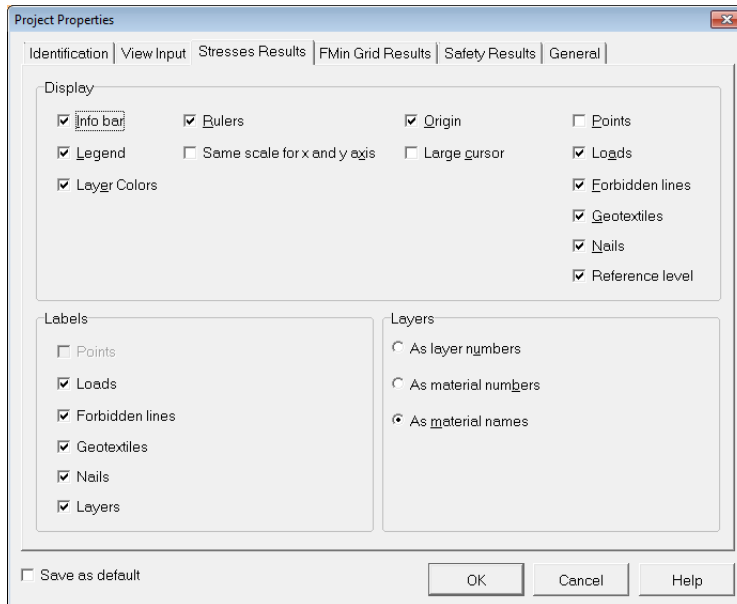 Project Properties
Identification View Input Stresses Results FMin Grid Results Safety Results General
Display
Info bar Rulers Origin Points
Legend Same scale for x and y axis Large cursor Loads
Layer Colors Forbidden lines
Geotextiles
Nails
Reference level
Labels
Points
Loads
Forbidden lines
Geotextiles
Nails
Layers
Layers
As layer numbers
As material numbers
As material names
Save as default OK Cancel Help